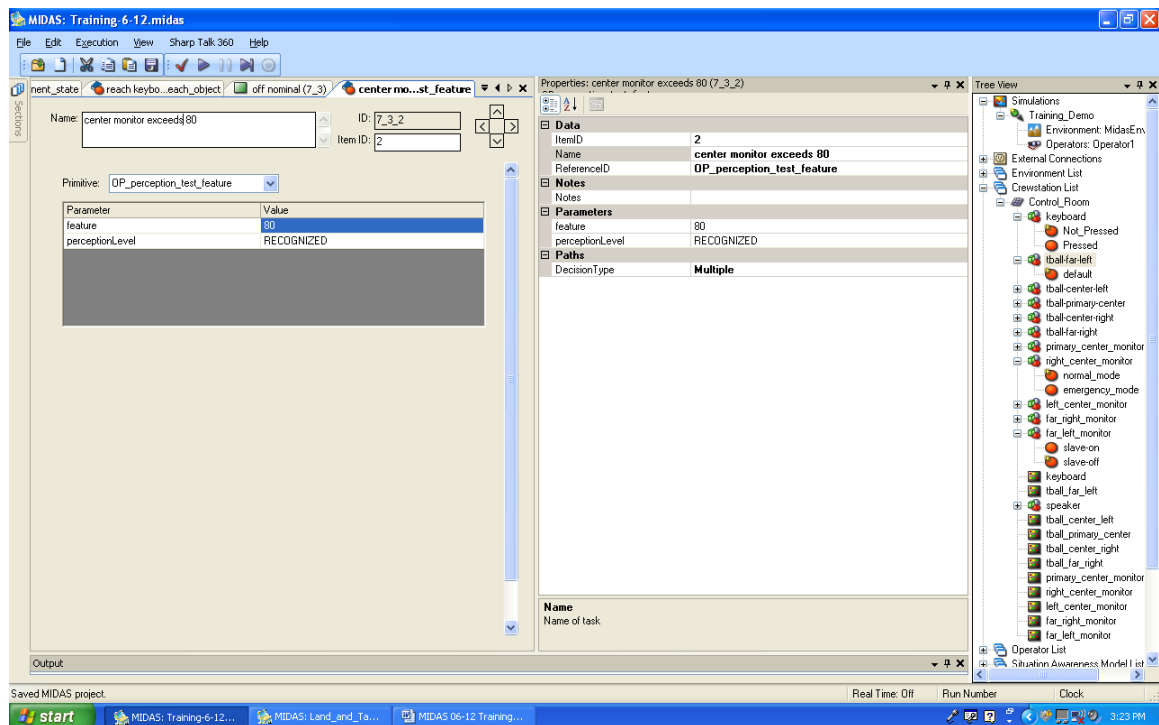 MIDAS: Training-6-12.midas
File Edit Execution View Sharp Talk 360 Help
Sections
nent_state reach keybo...each_object off nominal (7_3) center mo...st_feature
Name: center monitor exceeds 80
ID: 7_3_2
Item ID: 2
Primitive: OP_perception_test_feature
Parameter Value
feature 80
perceptionLevel RECOGNIZED
Output
Properties: center monitor exceeds 80 (7_3_2)
Data
ItemID 2
Name center monitor exceeds 80
ReferenceID OP_perception_test_feature
Notes
Notes
Parameters
feature 80
perceptionLevel RECOGNIZED
Paths
DecisionType Multiple
Name
Name of task
Tree View
Simulations
Training_Demo
Environment: MidasEnv
Operators: Operator1
External Connections
Environment List
Crewstation List
Control_Room
keyboard
Not_Pressed
Pressed
tball-far-left
default
tball-center-left
tball-primary-center
tball-center-right
tball-far-right
primary_center_monitor
right_center_monitor
normal_mode
emergency_mode
left_center_monitor
far_right_monitor
far_left_monitor
slave-on
slave-off
keyboard
tball_far_left
speaker
tball_center_left
tball_primary_center
tball_center_right
tball_far_right
primary_center_monitor
right_center_monitor
left_center_monitor
far_right_monitor
far_left_monitor
Operator List
Situation Awareness Model List
Saved MIDAS project.
Real Time: Off Run Number Clock
start MIDAS: Training-6-12... MIDAS: Land_and_Ta... MIDAS 06-12 Training... 3:23 PM